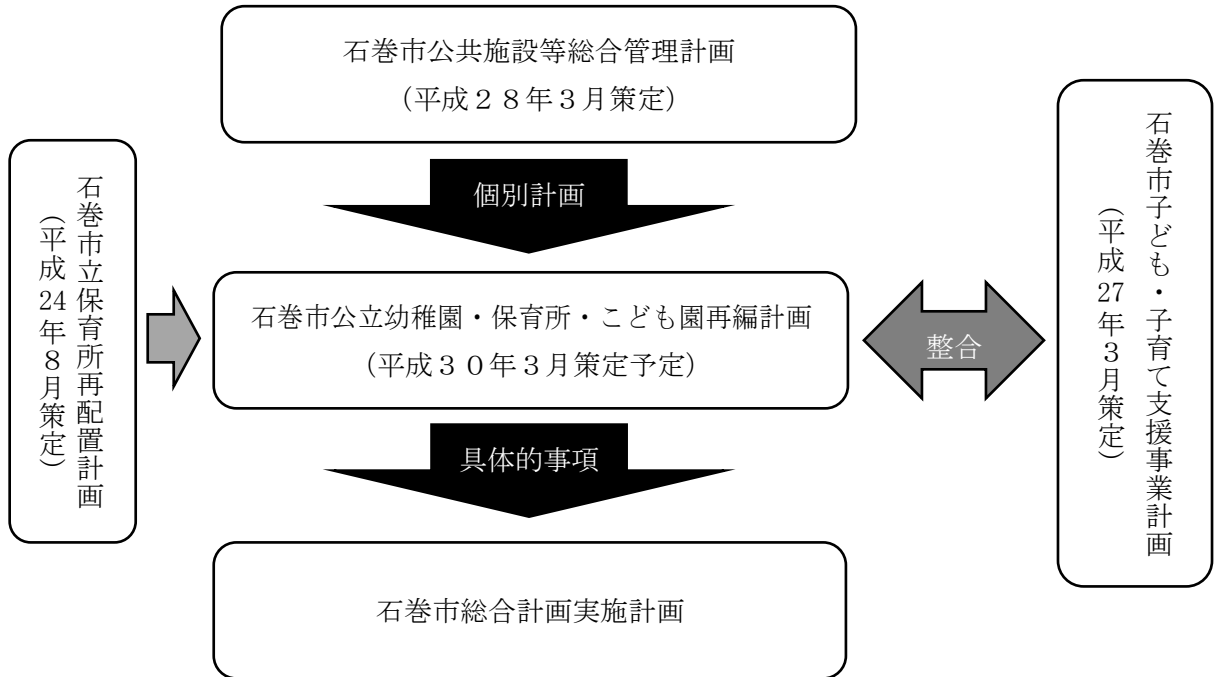 石巻市公共施設等総合管理計画
（平成２８年３月策定）
個別計画
石巻市立保育所再配置計画
（平成24年８月策定）
石巻市公立幼稚園・保育所・こども園再編計画
（平成３０年３月策定予定）
整合
石巻市子ども・子育て支援事業計画
（平成27年３月策定）
具体的事項
石巻市総合計画実施計画